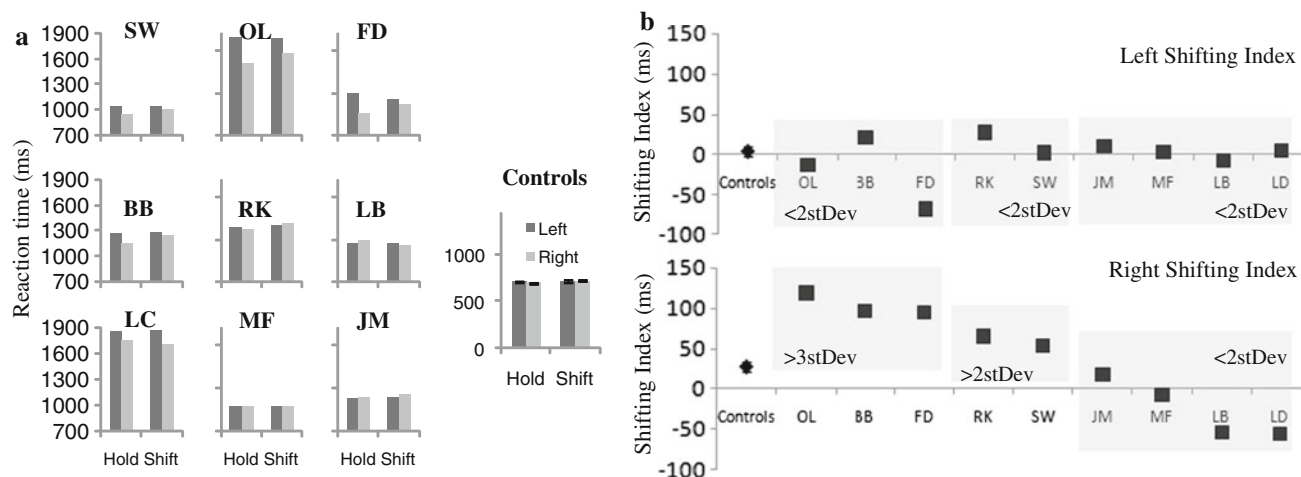 a
SW OL FD
1900
1600
1300
1000
700
Reaction time (ms)
BB RK LB
1900
1600
1300
1000
700
LC MF JM
1900
1600
1300
1000
700
Hold Shift Hold Shift Hold Shift
Controls
Left
Right
1000
500
0
Hold Shift
b
Left Shifting Index
Shifting Index (ms)
150
100
50
0
-50
-100
Controls OL BB FD RK SW JM MF LB LD
<2stDev <2stDev <2stDev
Right Shifting Index
Shifting Index (ms)
150
100
50
0
-50
-100
>3stDev >2stDev <2stDev
Controls OL BB FD RK SW JM MF LB LD